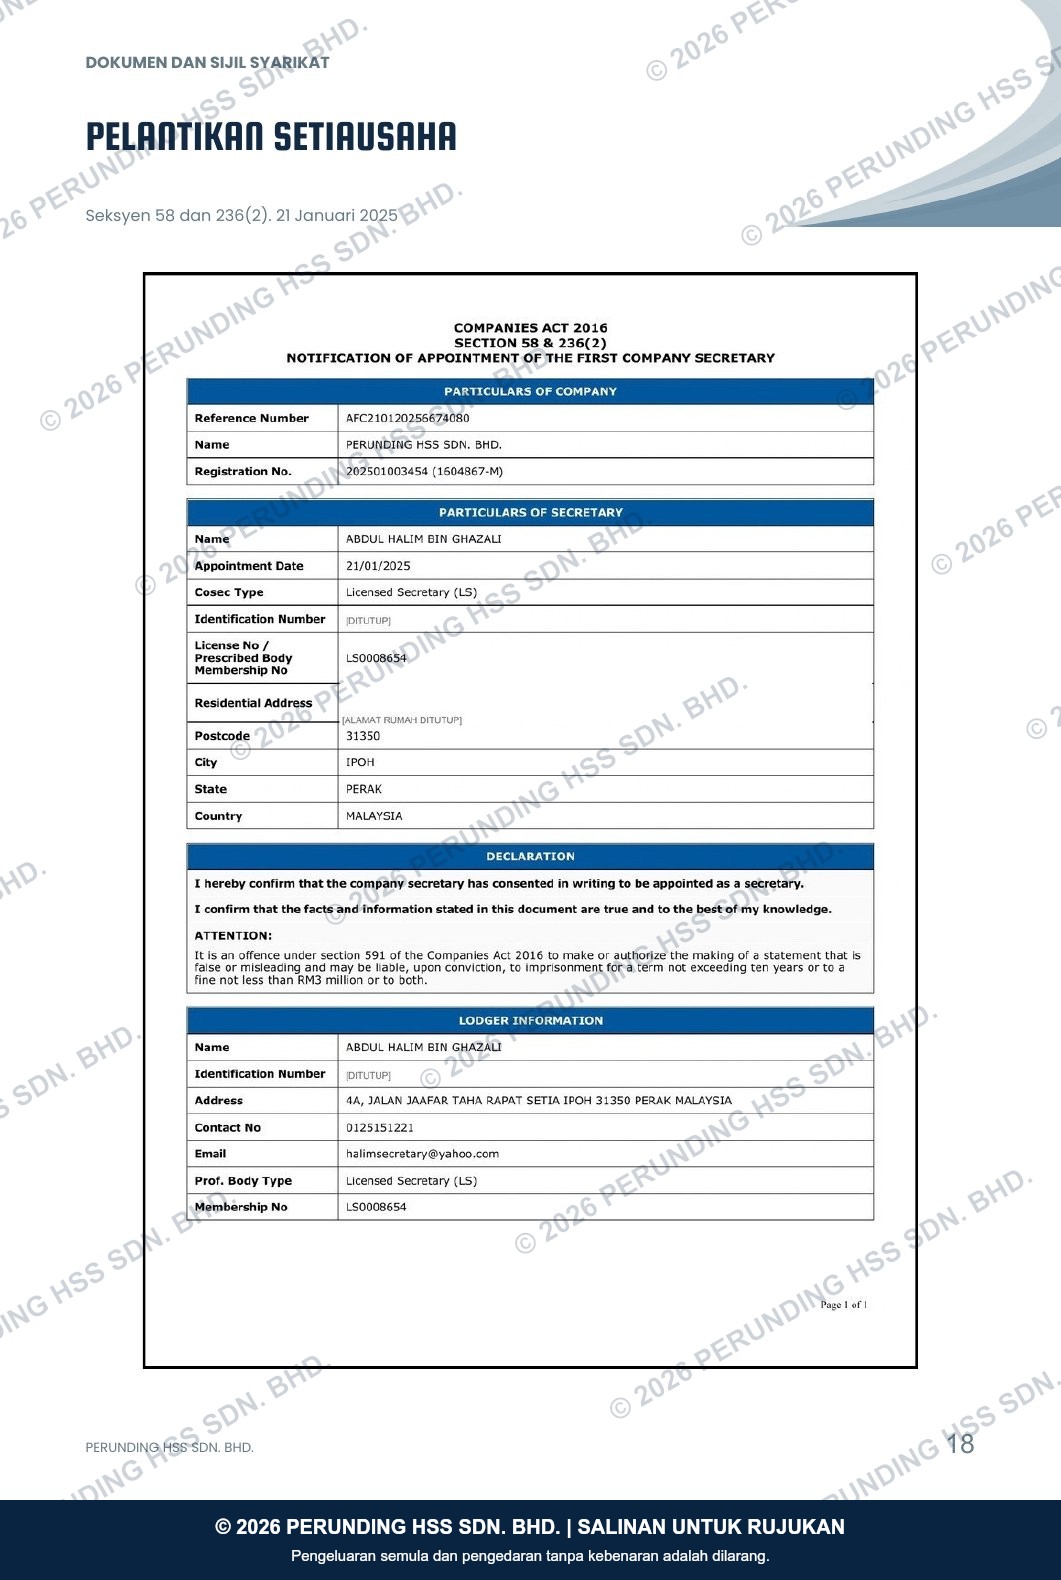 DOKUMEN DAN SIJIL SYARIKAT
PELANTIKAN SETIAUSAHA
Seksyen 58 dan 236(2). 21 Januari 2025
COMPANIES ACT 2016
SECTION 58 & 236(2)
NOTIFICATION OF APPOINTMENT OF THE FIRST COMPANY SECRETARY
PARTICULARS OF COMPANY
Reference Number AFC210120256674080
Name PERUNDING HSS SDN. BHD.
Registration No. 202501003454 (1604867-M)
PARTICULARS OF SECRETARY
Name ABDUL HALIM BIN GHAZALI
Appointment Date 21/01/2025
Cosec Type Licensed Secretary (LS)
Identification Number [DITUTUP]
License No /
Prescribed Body
Membership No
LS0008654
Residential Address
[ALAMAT RUMAH DITUTUP]
Postcode 31350
City IPOH
State PERAK
Country MALAYSIA
DECLARATION
I hereby confirm that the company secretary has consented in writing to be appointed as a secretary.
I confirm that the facts and information stated in this document are true and to the best of my knowledge.
ATTENTION:
It is an offence under section 591 of the Companies Act 2016 to make or authorize the making of a statement that is
false or misleading and may be liable, upon conviction, to imprisonment for a term not exceeding ten years or to a
fine not less than RM3 million or to both.
LODGER INFORMATION
Name ABDUL HALIM BIN GHAZALI
Identification Number [DITUTUP]
Address 4A, JALAN JAAFAR TAHA RAPAT SETIA IPOH 31350 PERAK MALAYSIA
Contact No 0125151221
Email halimsecretary@yahoo.com
Prof. Body Type Licensed Secretary (LS)
Membership No LS0008654
Page 1 of 1
PERUNDING HSS SDN. BHD.
18
© 2026 PERUNDING HSS SDN. BHD. | SALINAN UNTUK RUJUKAN
Pengeluaran semula dan pengedaran tanpa kebenaran adalah dilarang.
© 2026 PERUNDING HSS SDN. BHD.